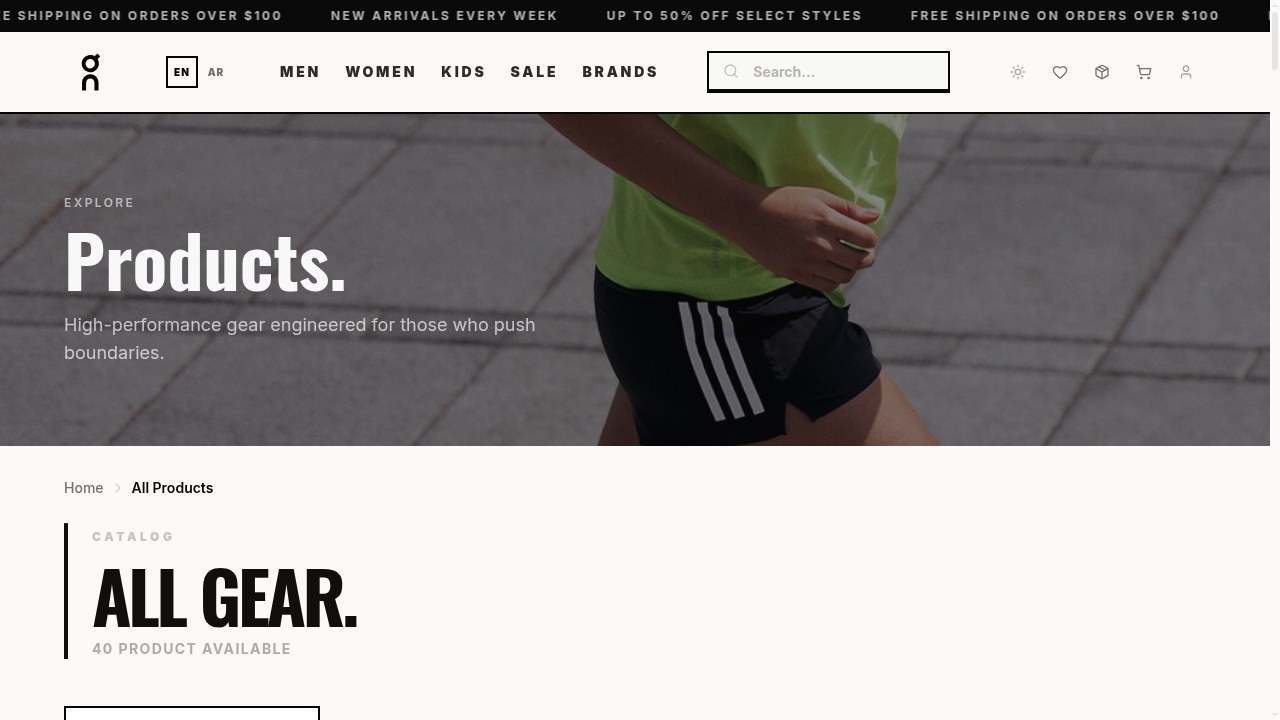 E SHIPPING ON ORDERS OVER $100 NEW ARRIVALS EVERY WEEK UP TO 50% OFF SELECT STYLES FREE SHIPPING ON ORDERS OVER $100
EN AR MEN WOMEN KIDS SALE BRANDS Search...
EXPLORE
Products.
High-performance gear engineered for those who push
boundaries.
Home All Products
CATALOG
ALL GEAR.
40 PRODUCT AVAILABLE